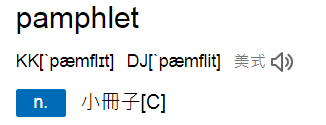 pamphlet
KK[ˋpæmflɪt] DJ[ˋpæmflit] 美式
n. 小冊子[C]